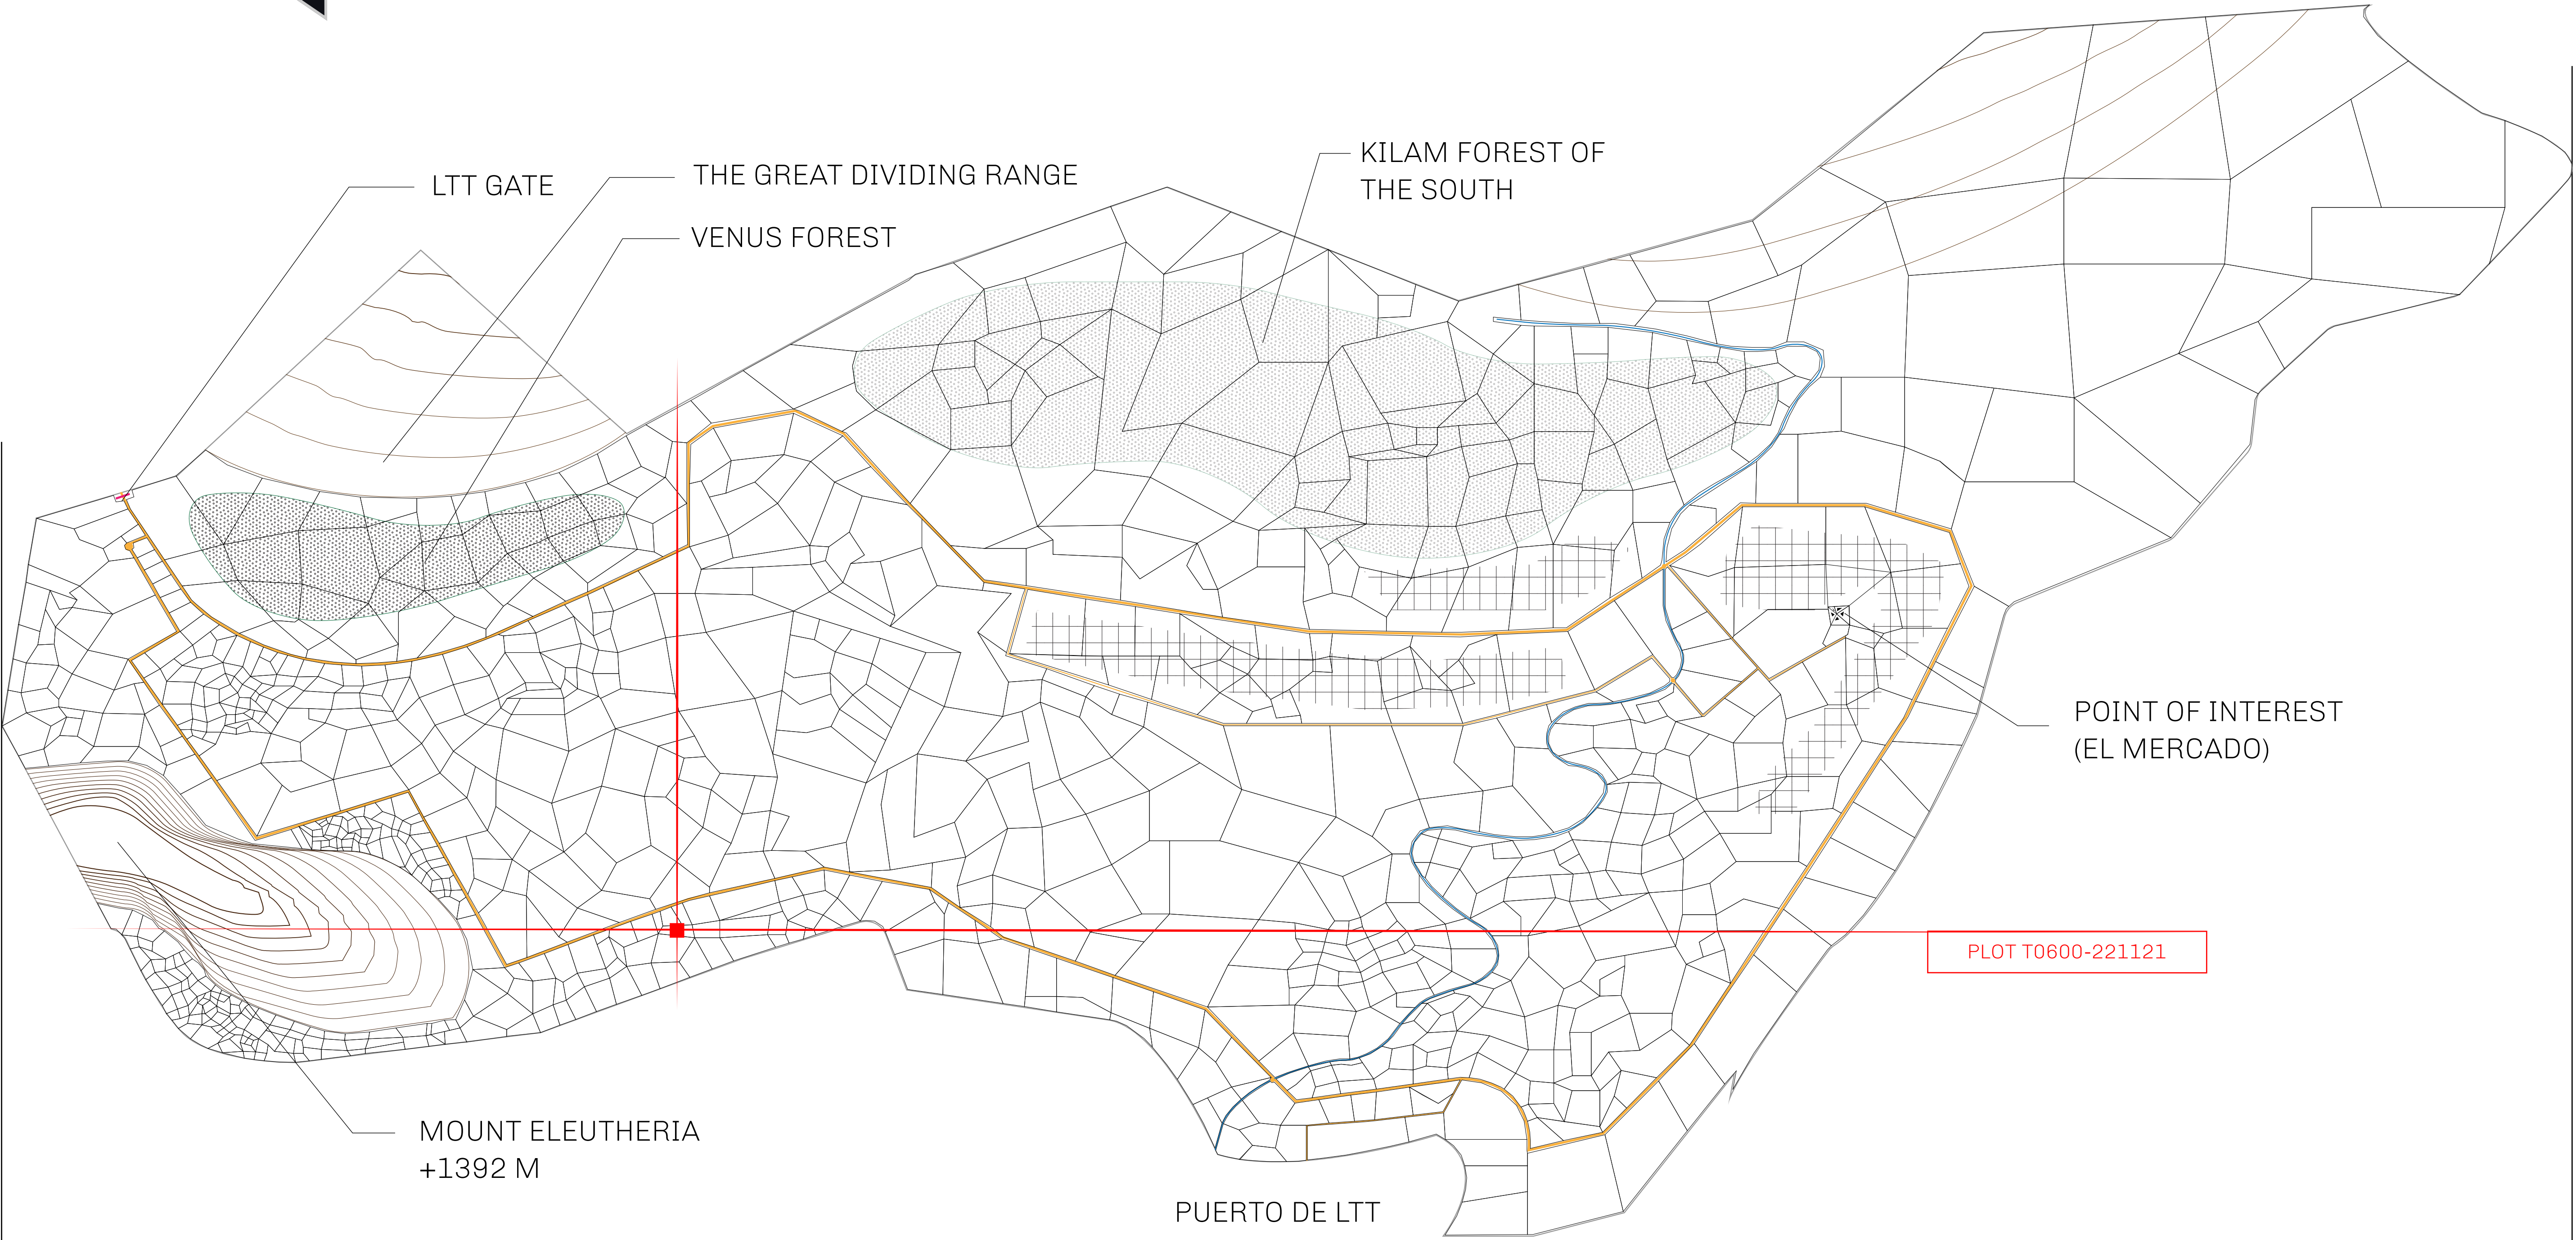 KILAM FOREST OF
THE SOUTH
THE GREAT DIVIDING RANGE
LTT GATE
VENUS FOREST
POINT OF INTEREST
(EL MERCADO)
PLOT T0600-221121
MOUNT ELEUTHERIA
+1392 M
PUERTO DE LTT